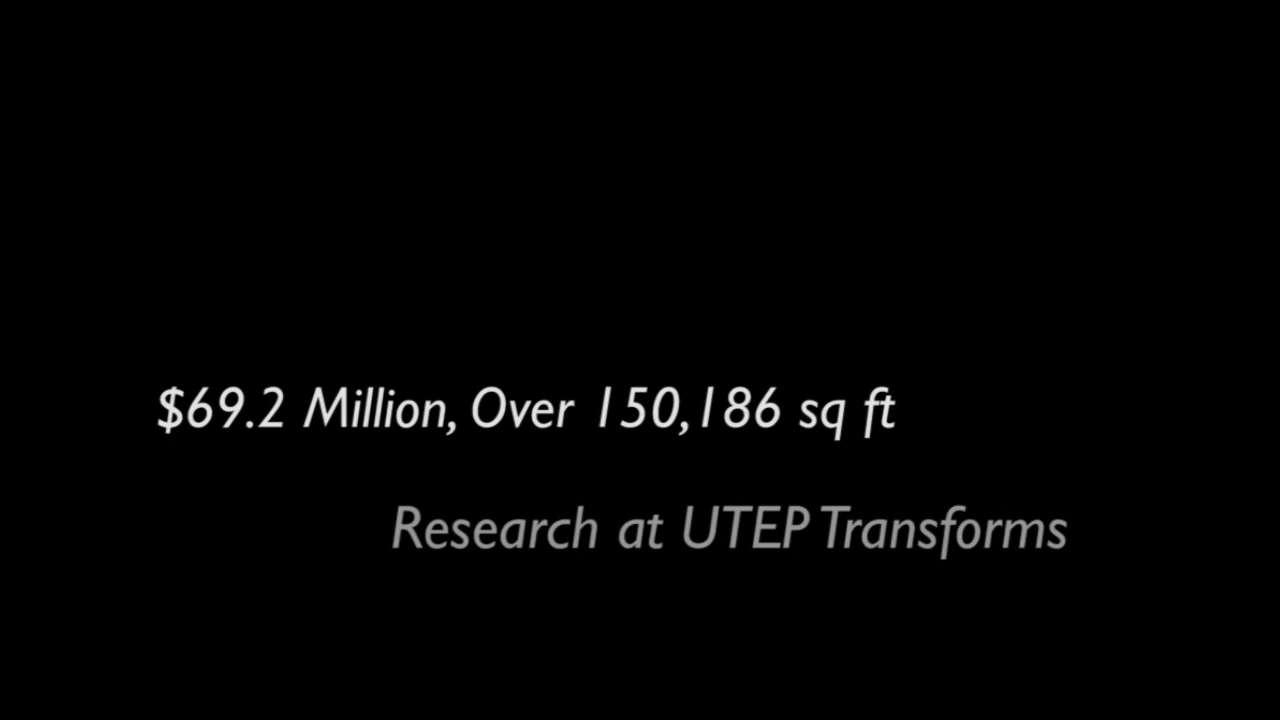 $69.2 Million, Over 150,186 sq ft
Research at UTEP Transforms